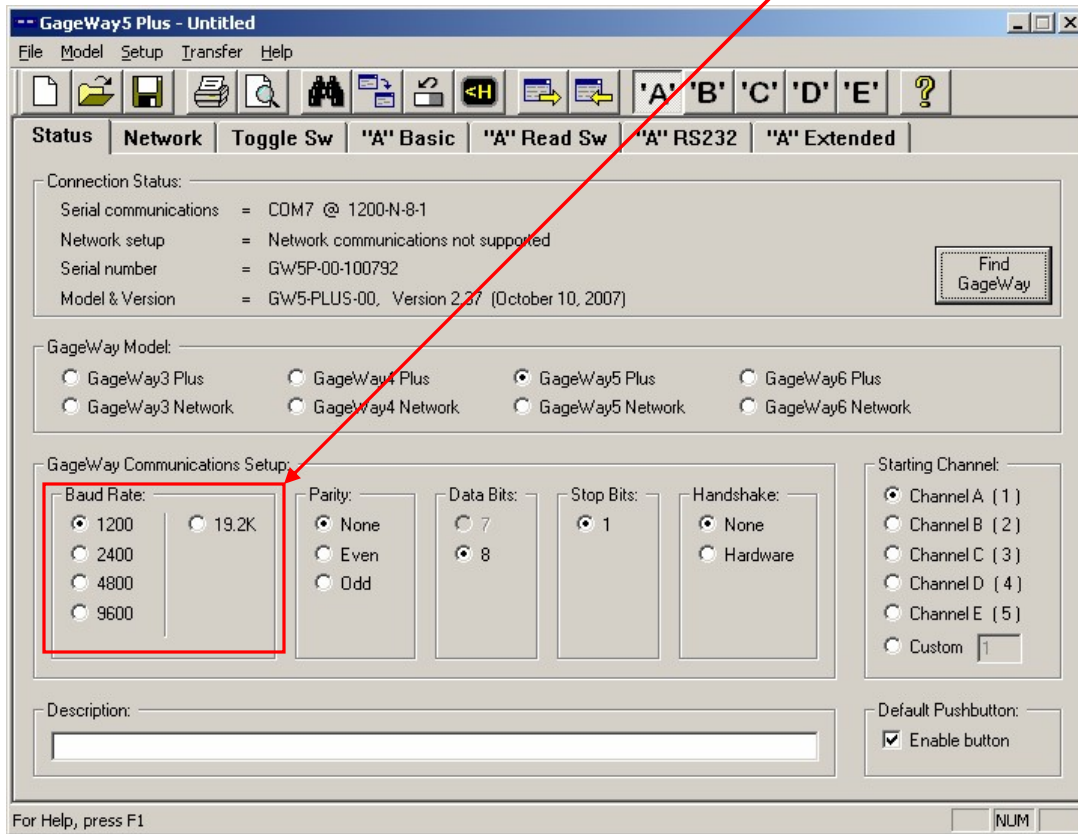 GageWay5 Plus - Untitled
File Model Setup Transfer Help
<H 'A' 'B' 'C' 'D' 'E' ?
Status Network Toggle Sw "A" Basic "A" Read Sw "A" RS232 "A" Extended
Connection Status:
Serial communications = COM7 @ 1200-N-8-1
Network setup = Network communications not supported
Serial number = GW5P-00-100792
Model & Version = GW5-PLUS-00, Version 2.37 (October 10, 2007)
Find
GageWay
GageWay Model:
GageWay3 Plus GageWay4 Plus GageWay5 Plus GageWay6 Plus
GageWay3 Network GageWay4 Network GageWay5 Network GageWay6 Network
GageWay Communications Setup:
Baud Rate:
1200 19.2K
2400
4800
9600
Parity:
None
Even
Odd
Data Bits:
7
8
Stop Bits:
1
Handshake:
None
Hardware
Starting Channel:
Channel A ( 1 )
Channel B ( 2 )
Channel C ( 3 )
Channel D ( 4 )
Channel E ( 5 )
Custom 1
Description:
Default Pushbutton:
Enable button
For Help, press F1
NUM